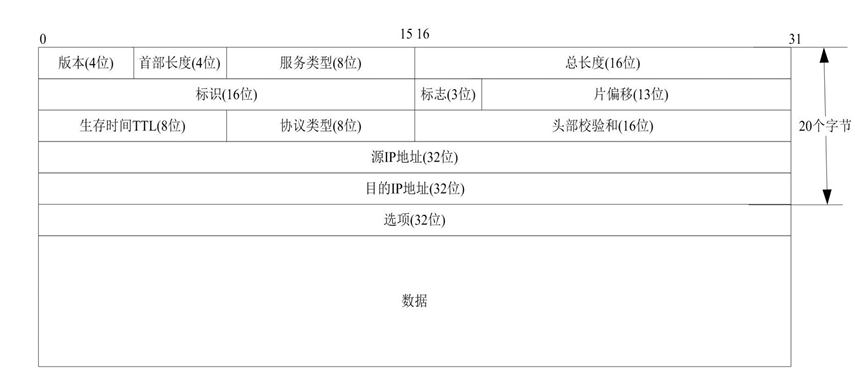 0 15 16 31
版本(4位) 首部长度(4位) 服务类型(8位) 总长度(16位)
标识(16位) 标志(3位) 片偏移(13位)
生存时间TTL(8位) 协议类型(8位) 头部校验和(16位) 20个字节
源IP地址(32位)
目的IP地址(32位)
选项(32位)
数据